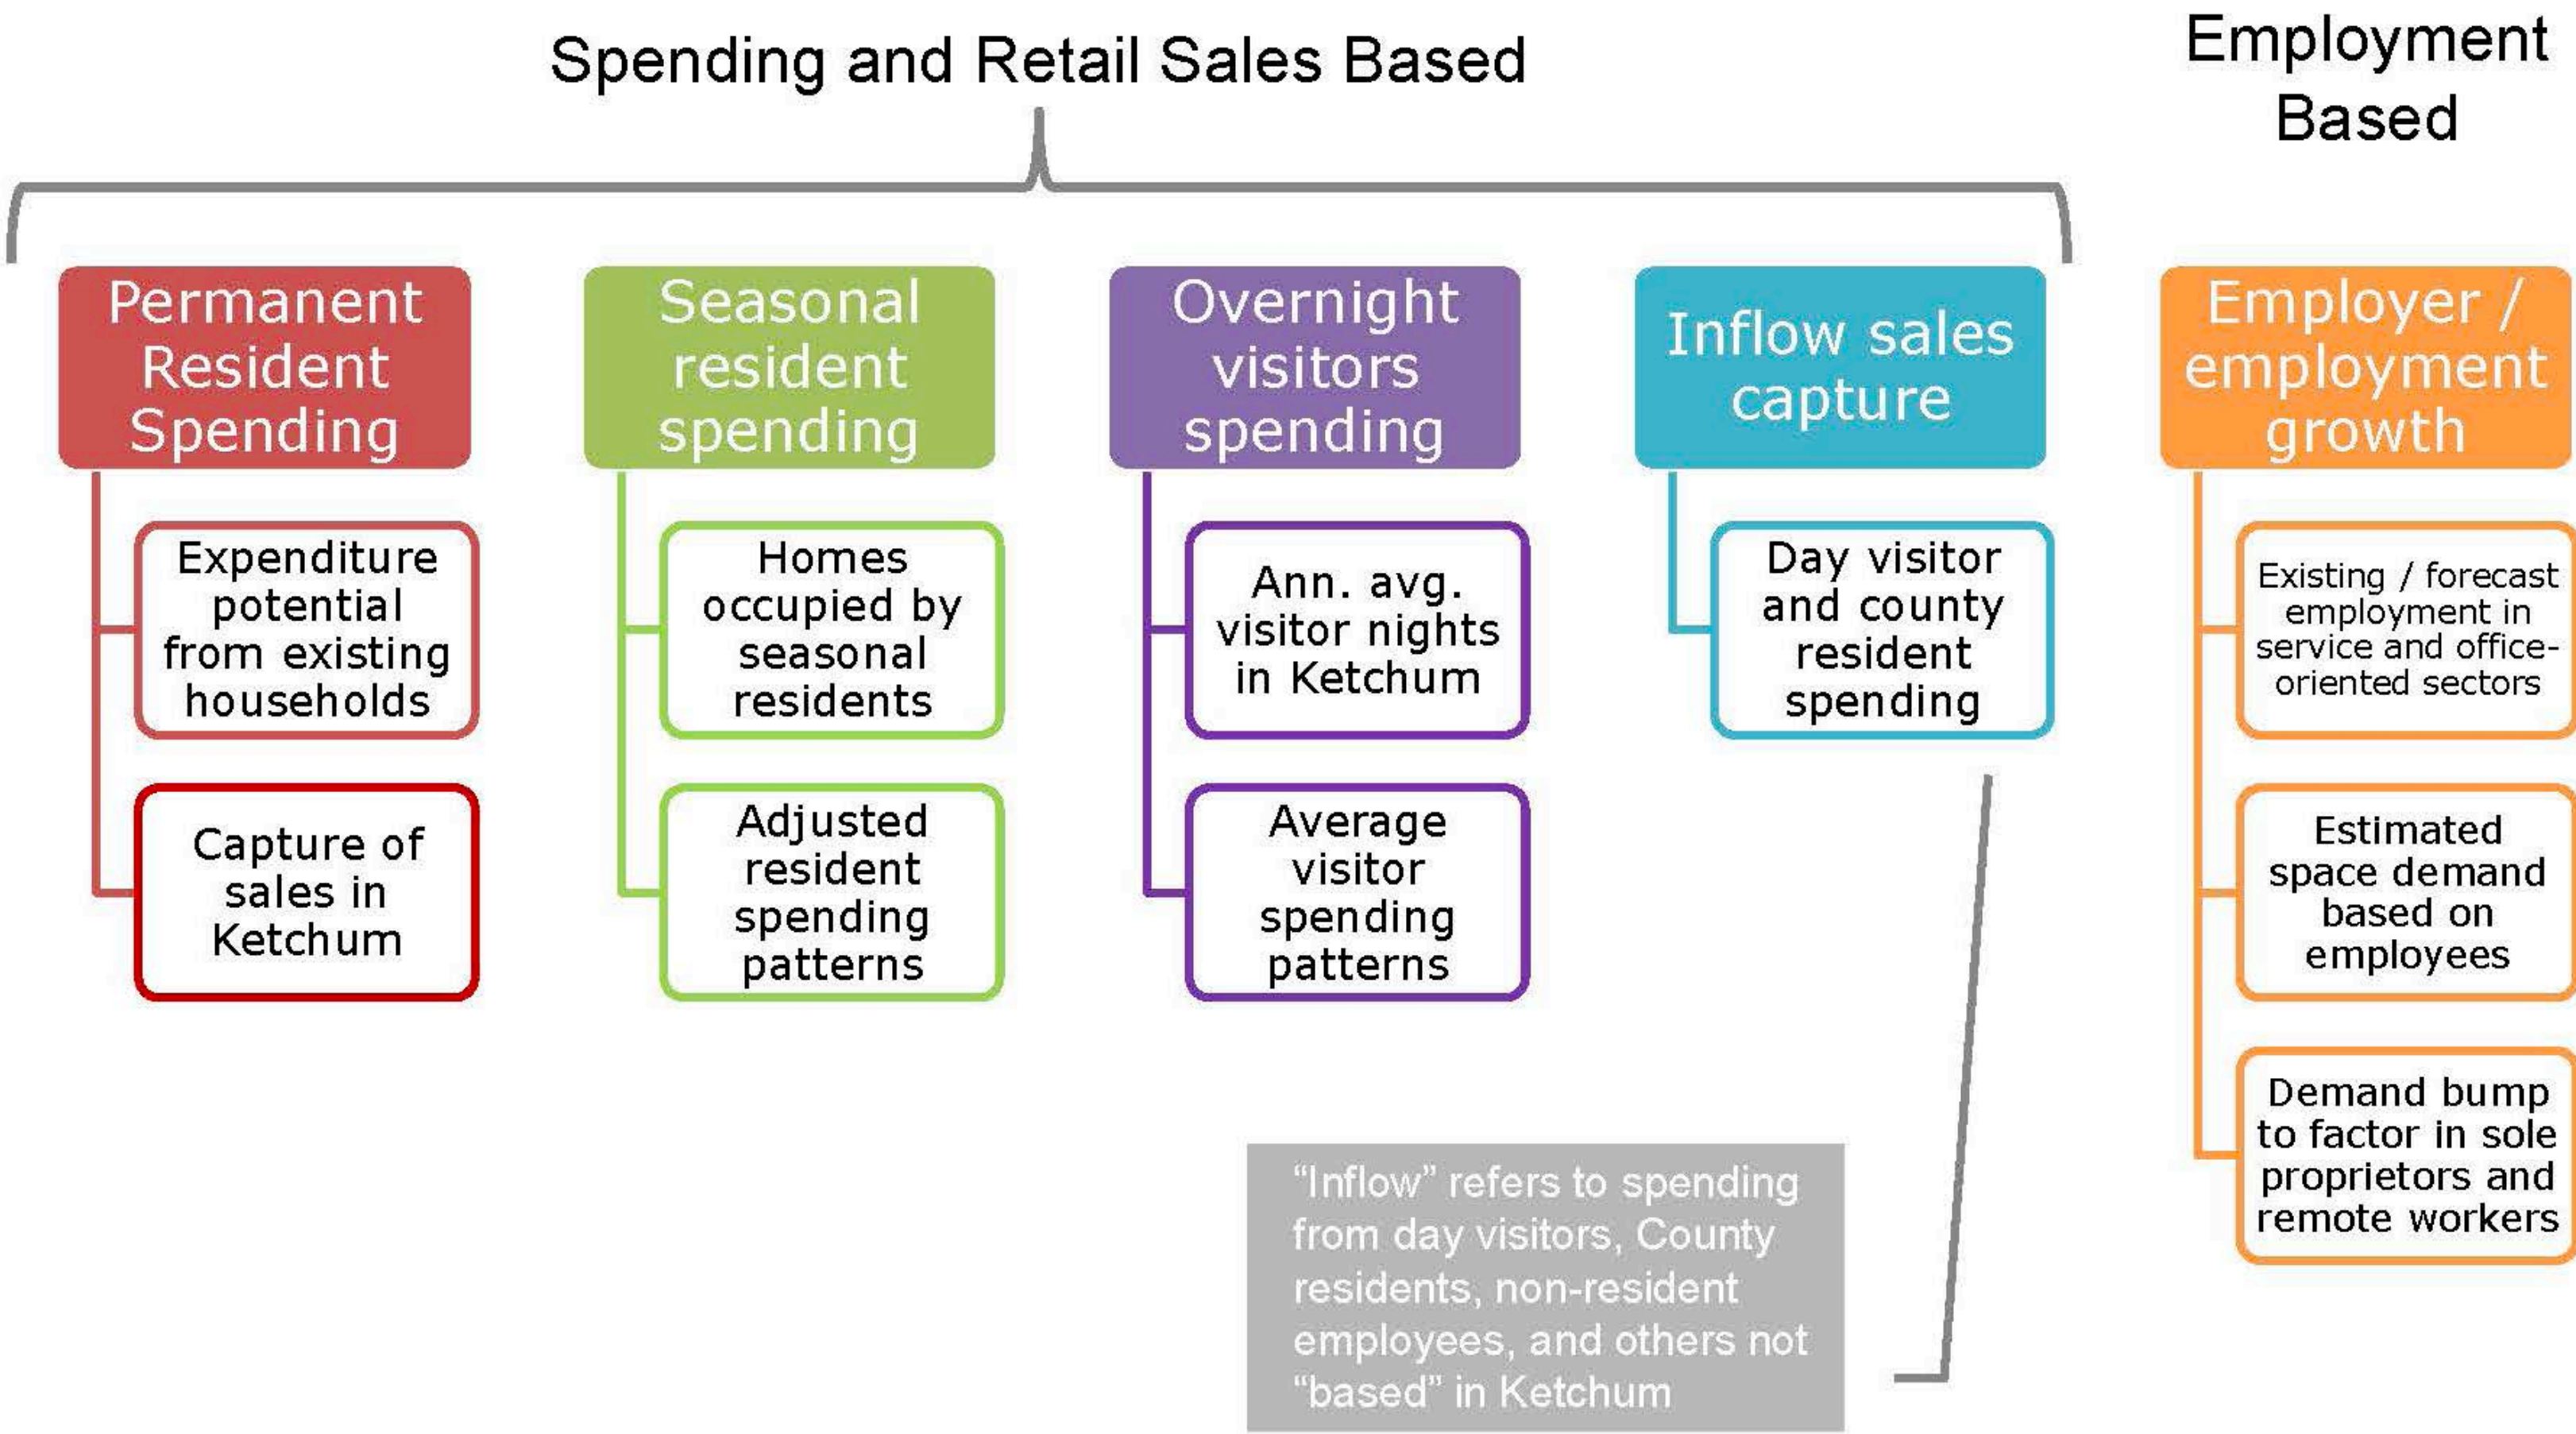 Spending and Retail Sales Based
Employment
Based
Permanent
Resident
Spending
Expenditure
potential
from existing
households
Capture of
sales in
Ketchum
Seasonal
resident
spending
Homes
occupied by
seasonal
residents
Adjusted
resident
spending
patterns
Overnight
visitors
spending
Ann. avg.
visitor nights
in Ketchum
Average
visitor
spending
patterns
Inflow sales
capture
Day visitor
and county
resident
spending
“Inflow” refers to spending
from day visitors, County
residents, non-resident
employees, and others not
“based” in Ketchum
Employer /
employment
growth
Existing / forecast
employment in
service and office-
oriented sectors
Estimated
space demand
based on
employees
Demand bump
to factor in sole
proprietors and
remote workers